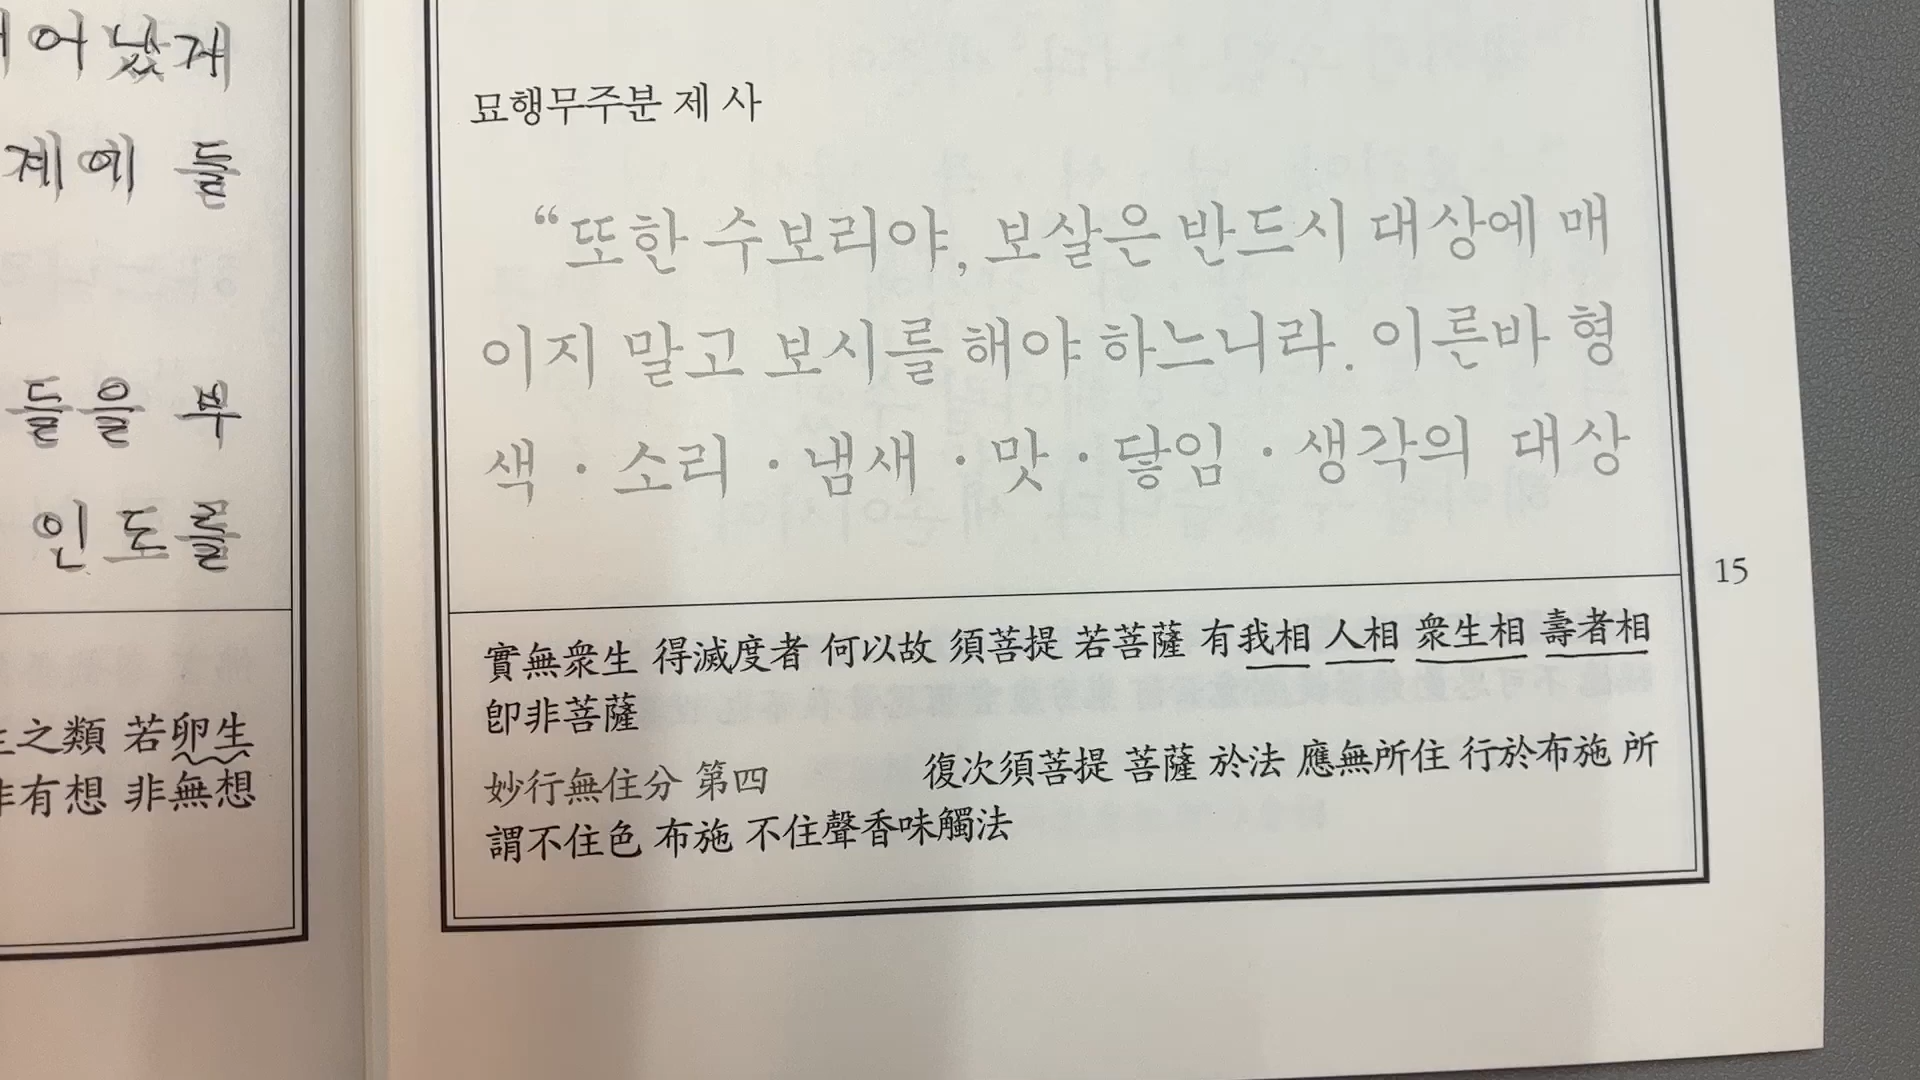 어났거
계에 들
들을 부
인도를
之類 若卵生
非有想 非無想
묘행무주분 제 사
“또한 수보리야, 보살은 반드시 대상에 매
이지 말고 보시를 해야 하느니라. 이른바 형
색 · 소리 · 냄새 · 맛 · 닿임 · 생각의 대상
15
實無衆生 得滅度者 何以故 須菩提 若菩薩 有我相 人相 衆生相 壽者相
卽非菩薩
妙行無住分 第四 復次須菩提 菩薩 於法 應無所住 行於布施 所
謂不住色 布施 不住聲香味觸法